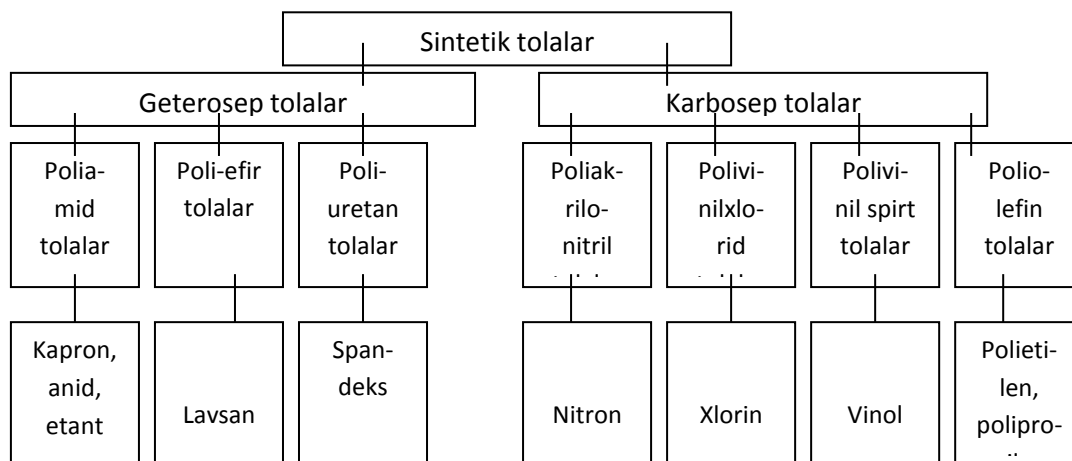 Sintetik tolalar
Geterosep tolalar
Karbosep tolalar
Polia-
mid
tolalar
Poli-efir
tolalar
Poli-
uretan
tolalar
Poliak-
rilo-
nitril
Polivi-
nilxlo-
rid
Polivi-
nil spirt
tolalar
Polio-
lefin
tolalar
Kapron,
anid,
etant
Lavsan
Span-
deks
Nitron
Xlorin
Vinol
Polieti-
len,
polipro-